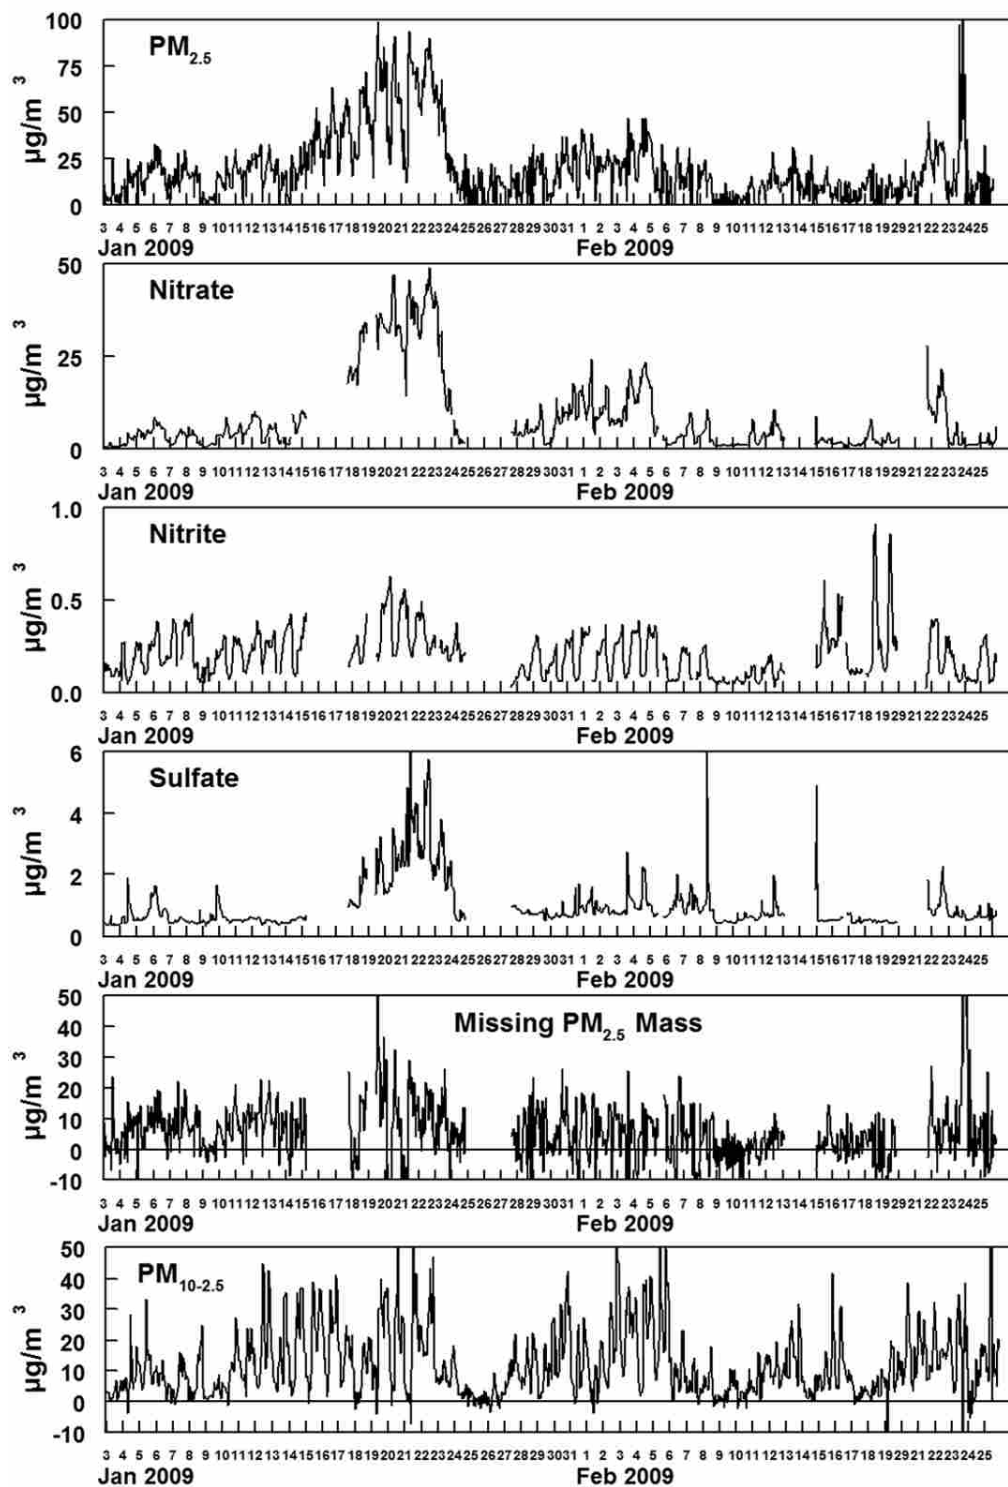 PM2.5
100
75
50
25
0
µg/m 3
3 4 5 6 7 8 9 10 11 12 13 14 15 16 17 18 19 20 21 22 23 24 25 26 27 28 29 30 31 1 2 3 4 5 6 7 8 9 10 11 12 13 14 15 16 17 18 19 29 21 22 23 24 25
Jan 2009 Feb 2009
Nitrate
50
25
0
µg/m 3
3 4 5 6 7 8 9 10 11 12 13 14 15 16 17 18 19 20 21 22 23 24 25 26 27 28 29 30 31 1 2 3 4 5 6 7 8 9 10 11 12 13 14 15 16 17 18 19 29 21 22 23 24 25
Jan 2009 Feb 2009
Nitrite
1.0
0.5
0.0
µg/m 3
3 4 5 6 7 8 9 10 11 12 13 14 15 16 17 18 19 20 21 22 23 24 25 26 27 28 29 30 31 1 2 3 4 5 6 7 8 9 10 11 12 13 14 15 16 17 18 19 29 21 22 23 24 25
Jan 2009 Feb 2009
Sulfate
6
4
2
0
µg/m 3
3 4 5 6 7 8 9 10 11 12 13 14 15 16 17 18 19 20 21 22 23 24 25 26 27 28 29 30 31 1 2 3 4 5 6 7 8 9 10 11 12 13 14 15 16 17 18 19 29 21 22 23 24 25
Jan 2009 Feb 2009
Missing PM2.5 Mass
50
40
30
20
10
0
-10
µg/m 3
3 4 5 6 7 8 9 10 11 12 13 14 15 16 17 18 19 20 21 22 23 24 25 26 27 28 29 30 31 1 2 3 4 5 6 7 8 9 10 11 12 13 14 15 16 17 18 19 29 21 22 23 24 25
Jan 2009 Feb 2009
PM10-2.5
50
40
30
20
10
0
-10
µg/m 3
3 4 5 6 7 8 9 10 11 12 13 14 15 16 17 18 19 20 21 22 23 24 25 26 27 28 29 30 31 1 2 3 4 5 6 7 8 9 10 11 12 13 14 15 16 17 18 19 29 21 22 23 24 25
Jan 2009 Feb 2009